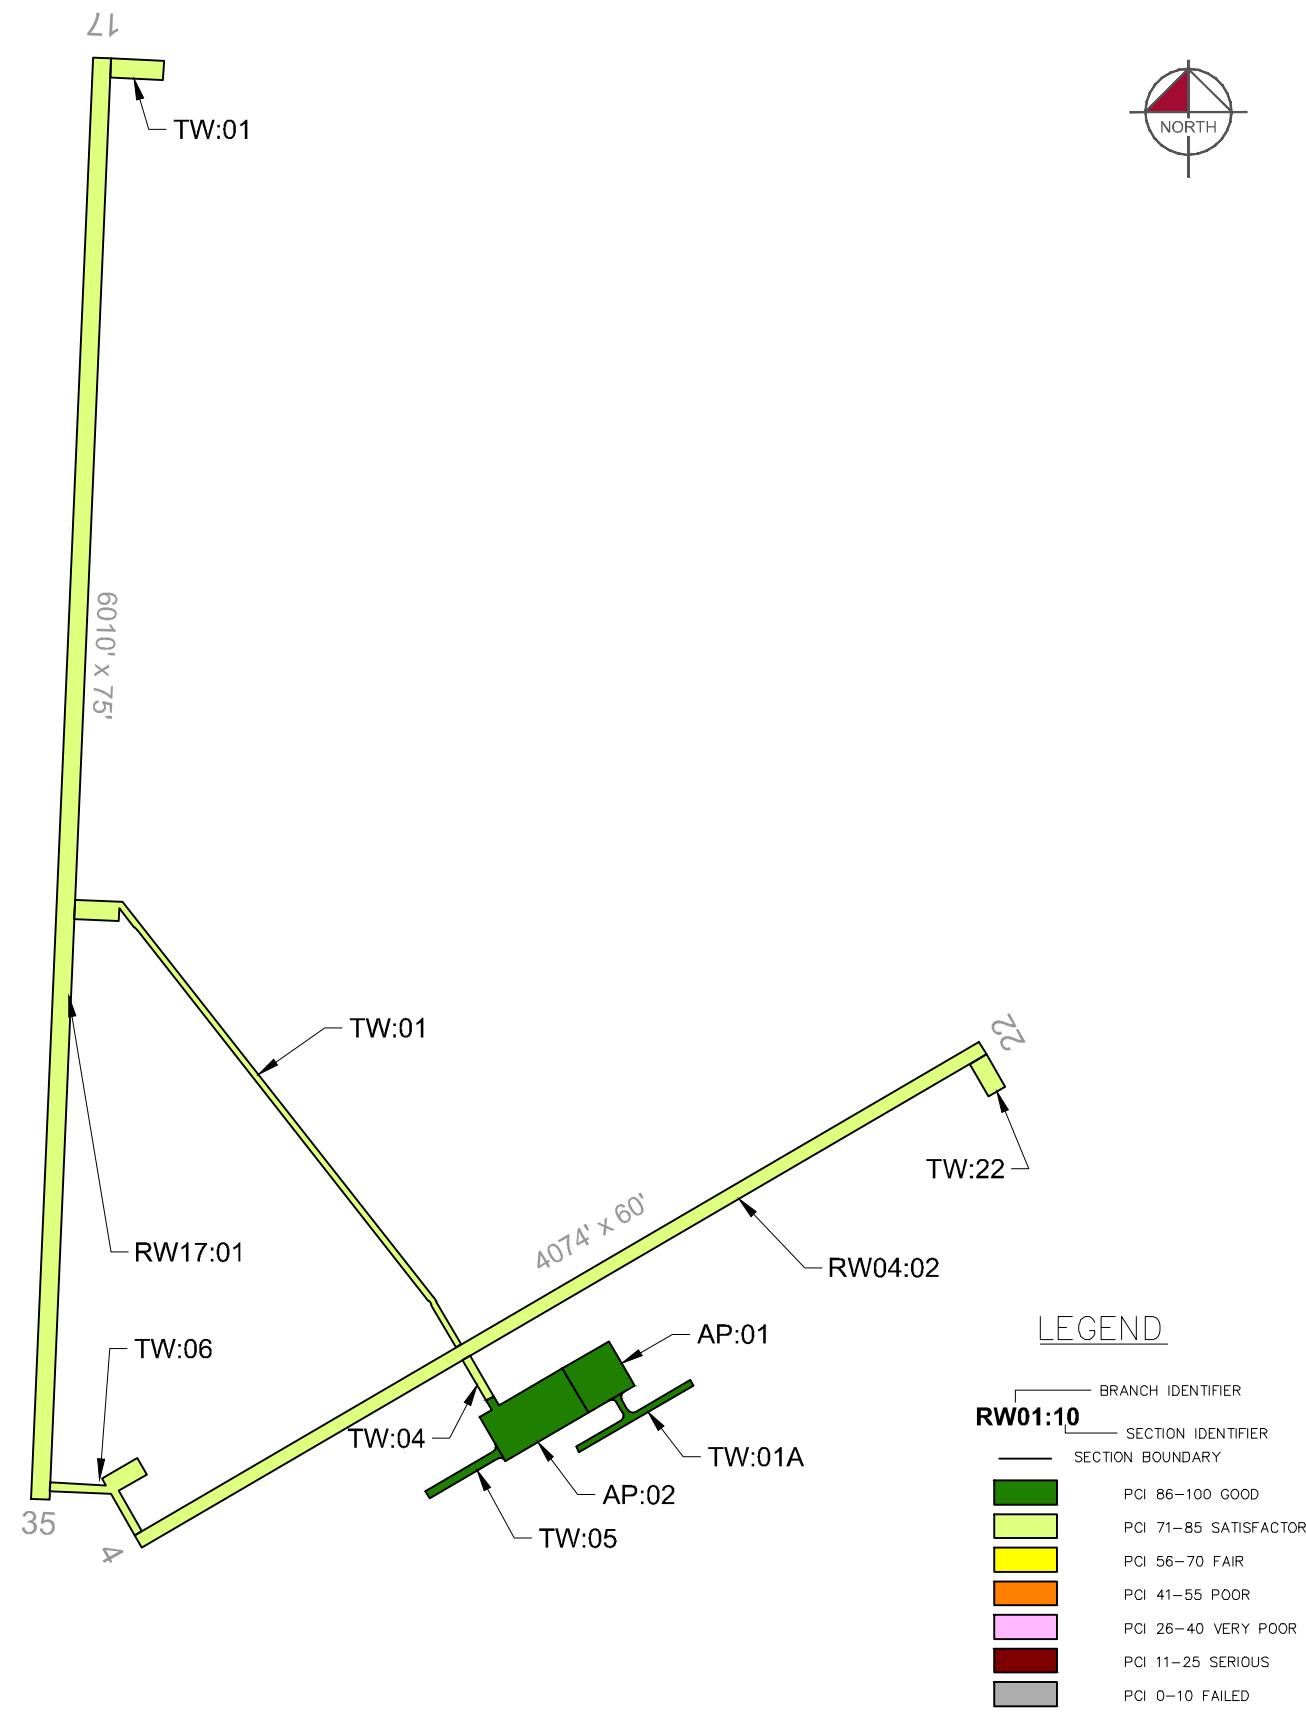 17
TW:01
NORTH
6010' x 75'
TW:01
22
TW:22
4074' x 60'
RW17:01
RW04:02
AP:01
TW:06
TW:04
TW:01A
AP:02
35
4
TW:05
LEGEND
BRANCH IDENTIFIER
RW01:10
SECTION IDENTIFIER
SECTION BOUNDARY
PCI 86-100 GOOD
PCI 71-85 SATISFACTOR
PCI 56-70 FAIR
PCI 41-55 POOR
PCI 26-40 VERY POOR
PCI 11-25 SERIOUS
PCI 0-10 FAILED